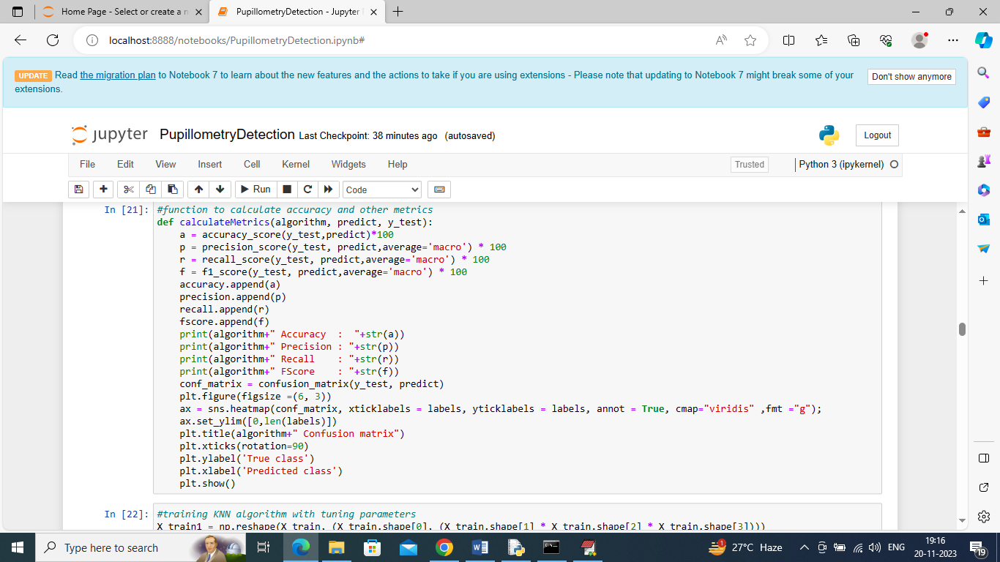 Home Page - Select or create a n
PupillometryDetection - Jupyter
localhost:8888/notebooks/PupillometryDetection.ipynb#
UPDATE Read the migration plan to Notebook 7 to learn about the new features and the actions to take if you are using extensions - Please note that updating to Notebook 7 might break some of your
extensions.
Don't show anymore
jupyter PupillometryDetection Last Checkpoint: 38 minutes ago (autosaved)
Logout
File Edit View Insert Cell Kernel Widgets Help
Trusted
Python 3 (ipykernel)
Run
Code
In [21]: #function to calculate accuracy and other metrics
def calculateMetrics(algorithm, predict, y_test):
    a = accuracy_score(y_test,predict)*100
    p = precision_score(y_test, predict,average='macro') * 100
    r = recall_score(y_test, predict,average='macro') * 100
    f = f1_score(y_test, predict,average='macro') * 100
    accuracy.append(a)
    precision.append(p)
    recall.append(r)
    fscore.append(f)
    print(algorithm+" Accuracy  :  "+str(a))
    print(algorithm+" Precision : "+str(p))
    print(algorithm+" Recall    : "+str(r))
    print(algorithm+" FScore    : "+str(f))
    conf_matrix = confusion_matrix(y_test, predict)
    plt.figure(figsize =(6, 3))
    ax = sns.heatmap(conf_matrix, xticklabels = labels, yticklabels = labels, annot = True, cmap="viridis" ,fmt ="g");
    ax.set_ylim([0,len(labels)])
    plt.title(algorithm+" Confusion matrix")
    plt.xticks(rotation=90)
    plt.ylabel('True class')
    plt.xlabel('Predicted class')
    plt.show()
In [22]: #training KNN algorithm with tuning parameters
X_train1 = np.reshape(X_train, (X_train.shape[0], (X_train.shape[1] * X_train.shape[2] * X_train.shape[3])))
Type here to search
1
27°C Haze
ENG
19:16
20-11-2023
19